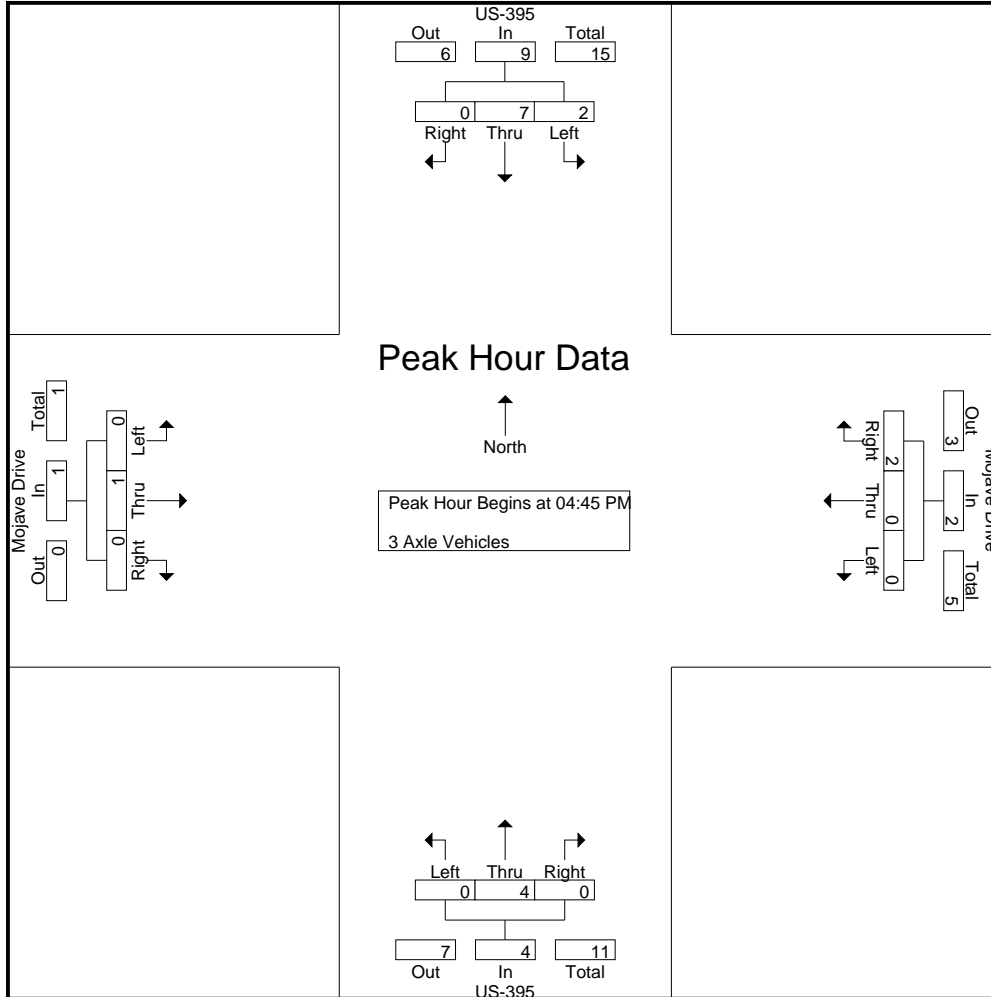 US-395
Out In Total
6 9 15
0 7 2
Right Thru Left
Peak Hour Data
North
Peak Hour Begins at 04:45 PM
3 Axle Vehicles
Mojave Drive
Total In Out
1 1 0
0 1 0
Left Thru Right
Right Thru Left
2 0 0
3 2 5
Out In Total
Mojave Drive
Left Thru Right
0 4 0
7 4 11
Out In Total
US-395